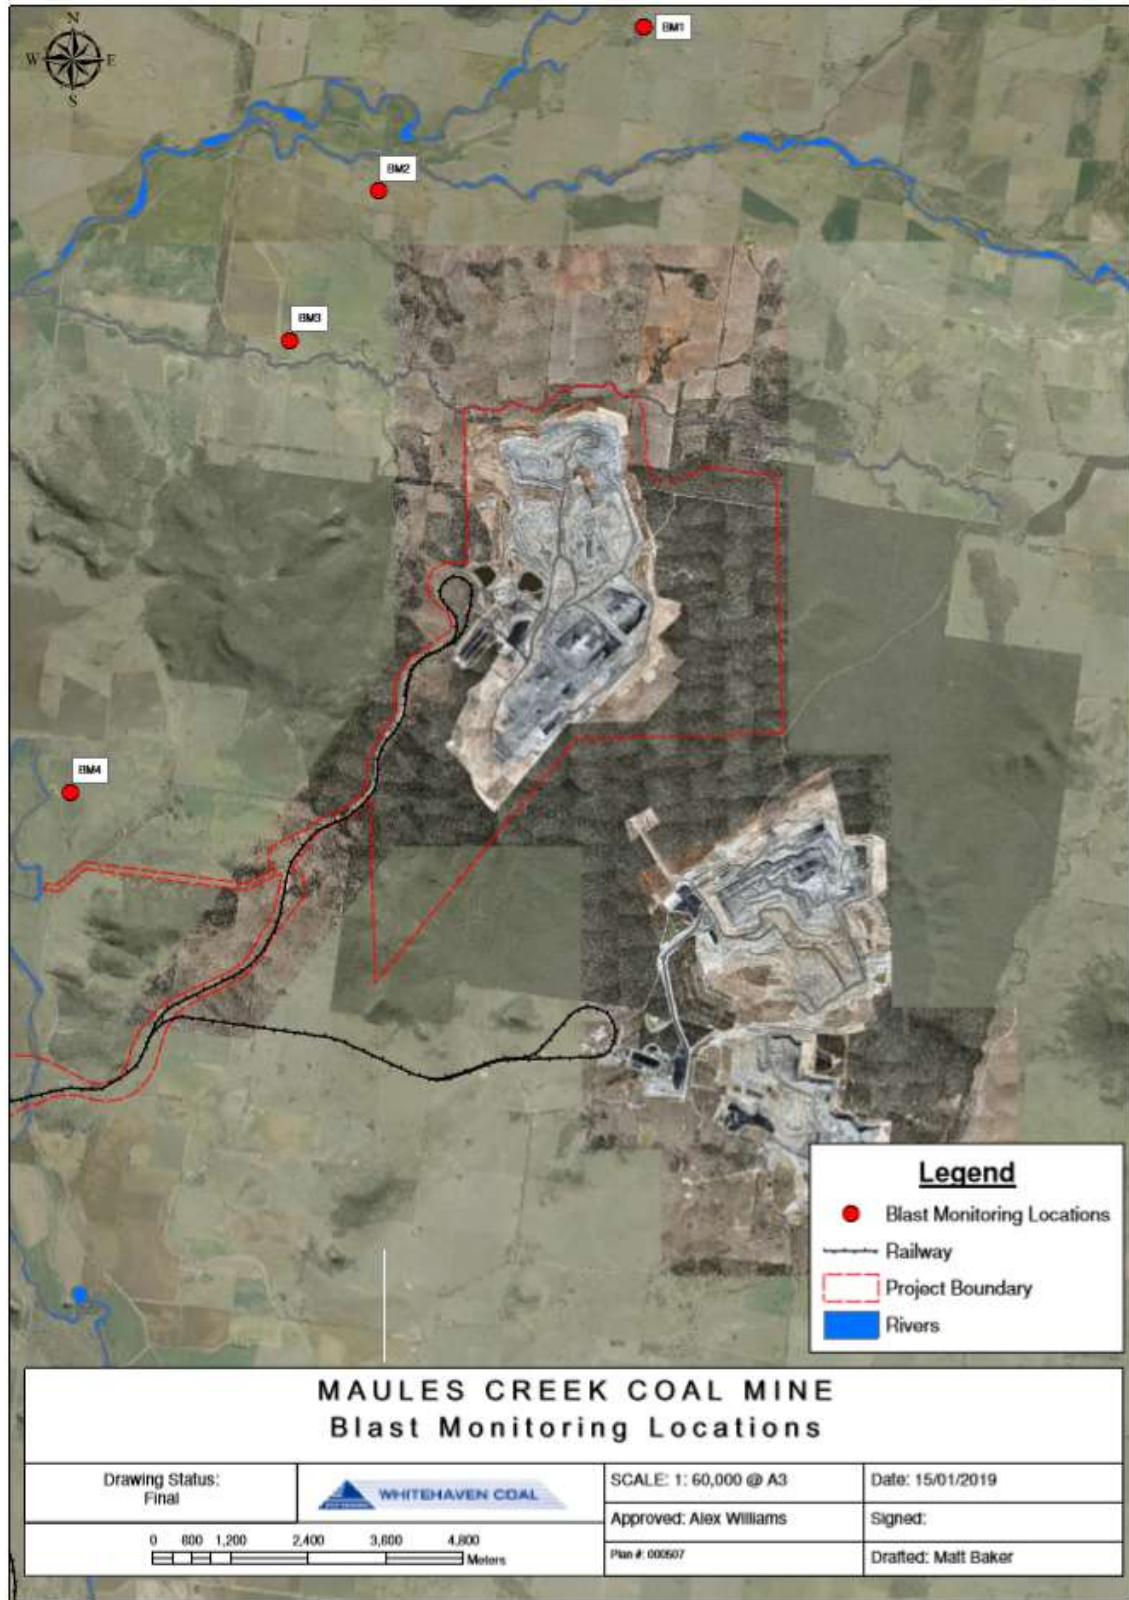 N
W E
S
BM1
BM2
BM3
BM4
Legend
Blast Monitoring Locations
Railway
Project Boundary
Rivers
MAULES CREEK COAL MINE
Blast Monitoring Locations
Drawing Status:
Final
WHITEHAVEN COAL
SCALE: 1: 60,000 @ A3
Date: 15/01/2019
Approved: Alex Williams
Signed:
0 600 1,200 2,400 3,600 4,800
Meters
Plan #: 000507
Drafted: Matt Baker